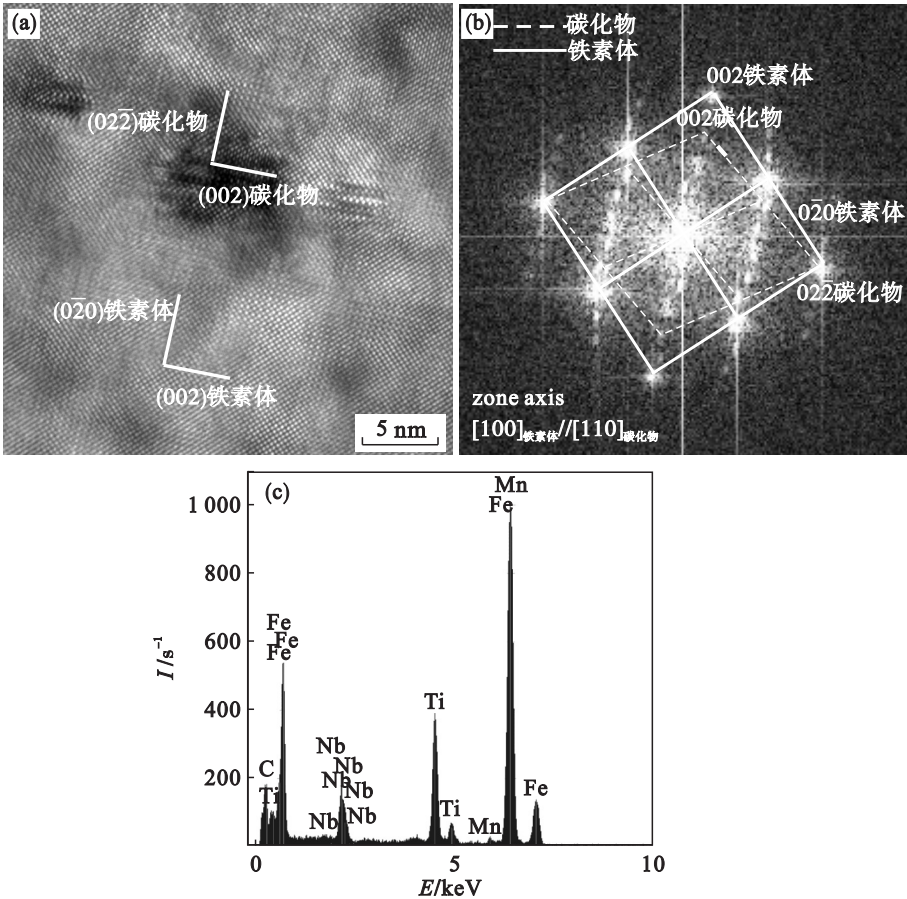 (a)
(02̅2̅)碳化物
(002)碳化物
(02̅0)铁素体
(002)铁素体
5 nm
(b)
碳化物
铁素体
002铁素体
002碳化物
02̅0铁素体
02̅2̅碳化物
zone axis
[100]铁素体//[110]碳化物
(c)
Mn
Fe
1 000
800
600
400
200
I/s⁻¹
Fe
Fe
Fe
C
Ti
Nb
Nb
Nb
Nb
Nb
Nb
Ti
Ti
Mn
Fe
0
5
10
E/keV